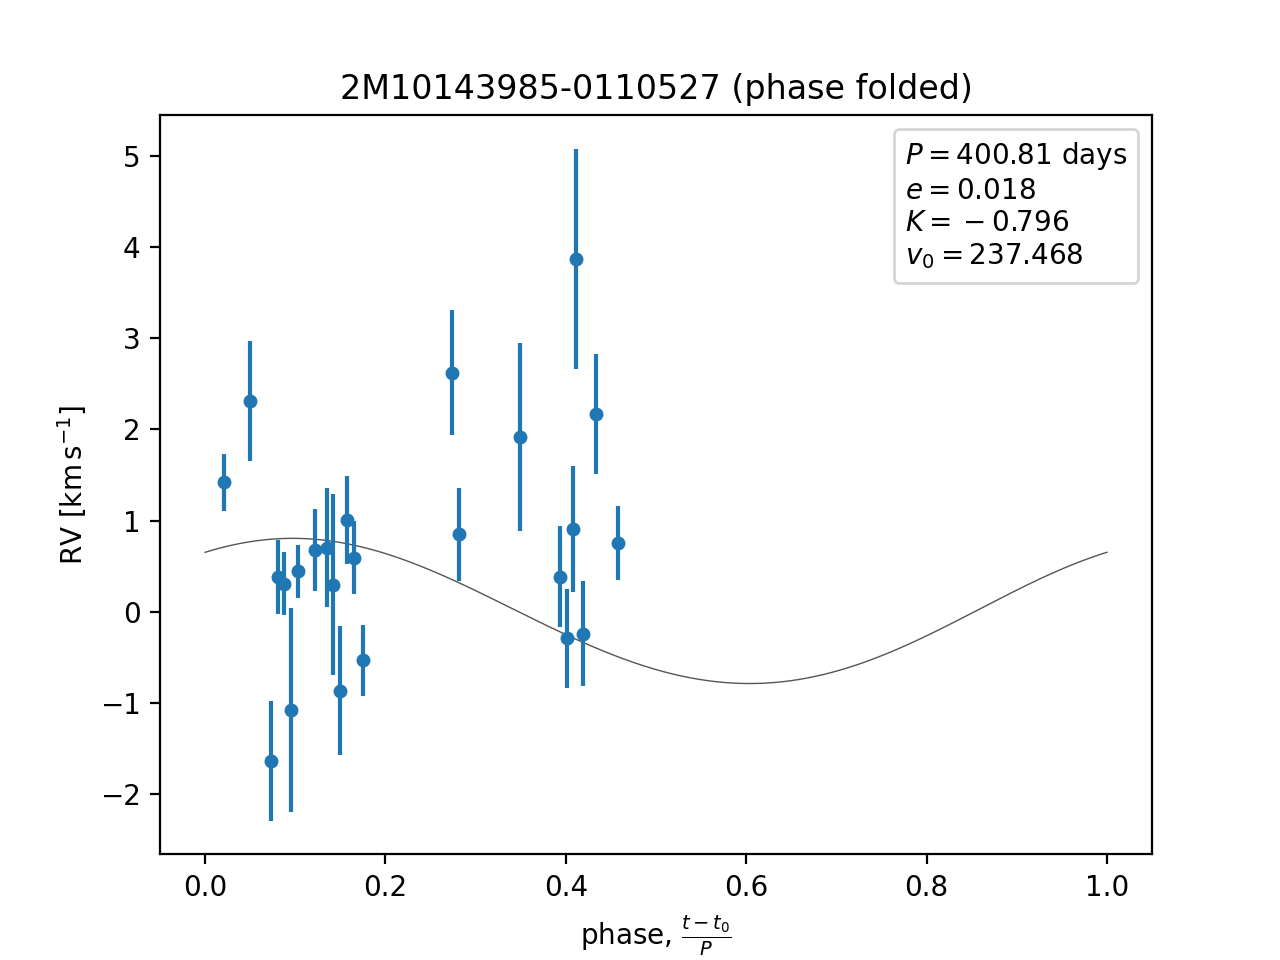 2M10143985-0110527 (phase folded)
P = 400.81 days
e = 0.018
K = −0.796
v₀ = 237.468
5
4
3
2
1
0
−1
−2
RV [km s⁻¹]
0.0 0.2 0.4 0.6 0.8 1.0
phase, (t − t₀)/P